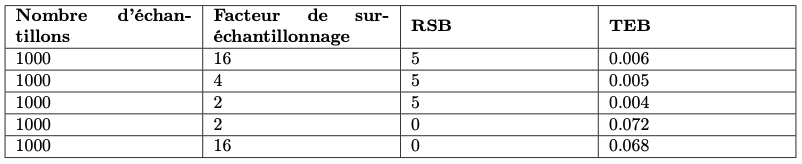 Nombre d'échan- Facteur de sur-
tillons échantillonnage RSB TEB
1000 16 5 0.006
1000 4 5 0.005
1000 2 5 0.004
1000 2 0 0.072
1000 16 0 0.068